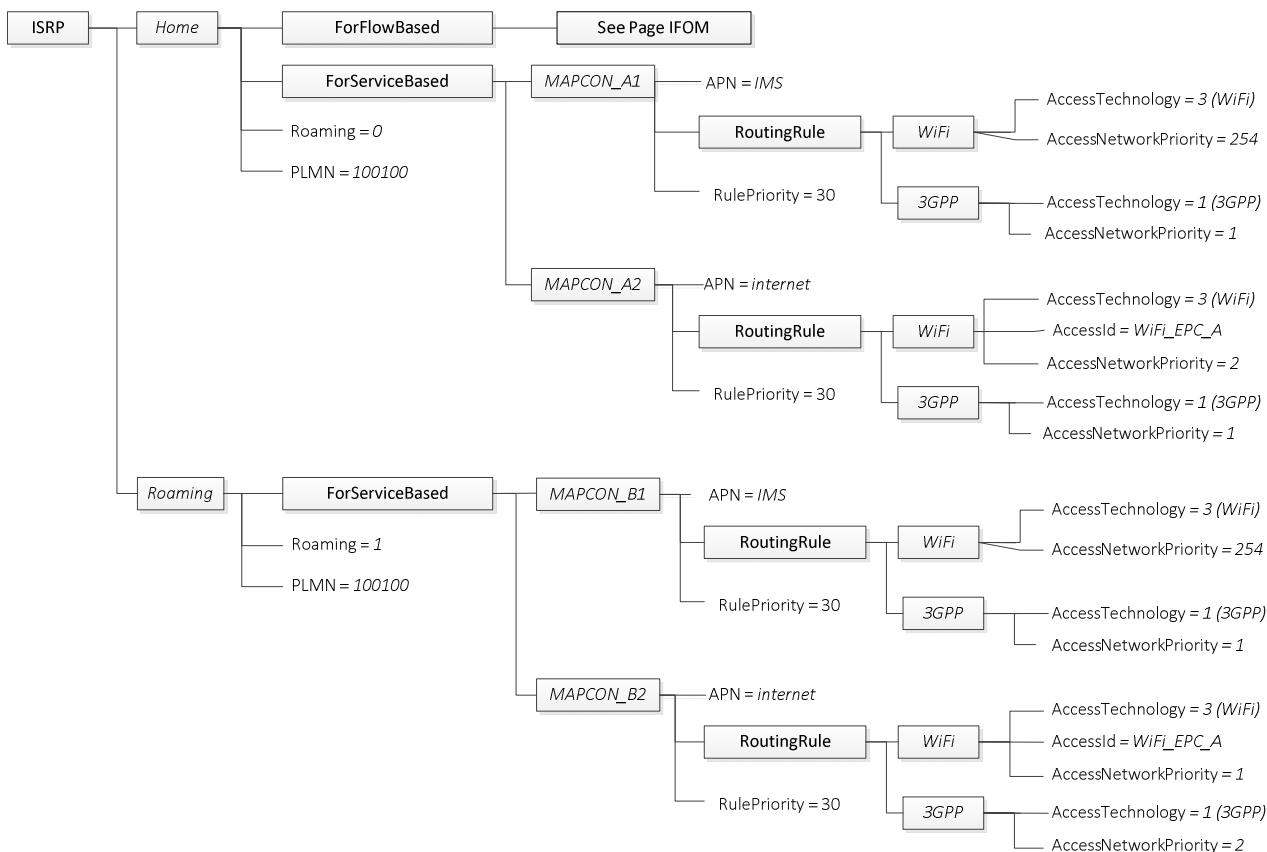 ISRP
Home
ForFlowBased
See Page IFOM
ForServiceBased
MAPCON_A1
APN = IMS
AccessTechnology = 3 (WiFi)
RoutingRule
WiFi
AccessNetworkPriority = 254
Roaming = 0
PLMN = 100100
RulePriority = 30
3GPP
AccessTechnology = 1 (3GPP)
AccessNetworkPriority = 1
MAPCON_A2
APN = internet
AccessTechnology = 3 (WiFi)
RoutingRule
WiFi
AccessId = WiFi_EPC_A
AccessNetworkPriority = 2
RulePriority = 30
3GPP
AccessTechnology = 1 (3GPP)
AccessNetworkPriority = 1
Roaming
ForServiceBased
MAPCON_B1
APN = IMS
AccessTechnology = 3 (WiFi)
RoutingRule
WiFi
AccessNetworkPriority = 254
Roaming = 1
PLMN = 100100
RulePriority = 30
3GPP
AccessTechnology = 1 (3GPP)
AccessNetworkPriority = 1
MAPCON_B2
APN = internet
AccessTechnology = 3 (WiFi)
RoutingRule
WiFi
AccessId = WiFi_EPC_A
AccessNetworkPriority = 1
RulePriority = 30
3GPP
AccessTechnology = 1 (3GPP)
AccessNetworkPriority = 2